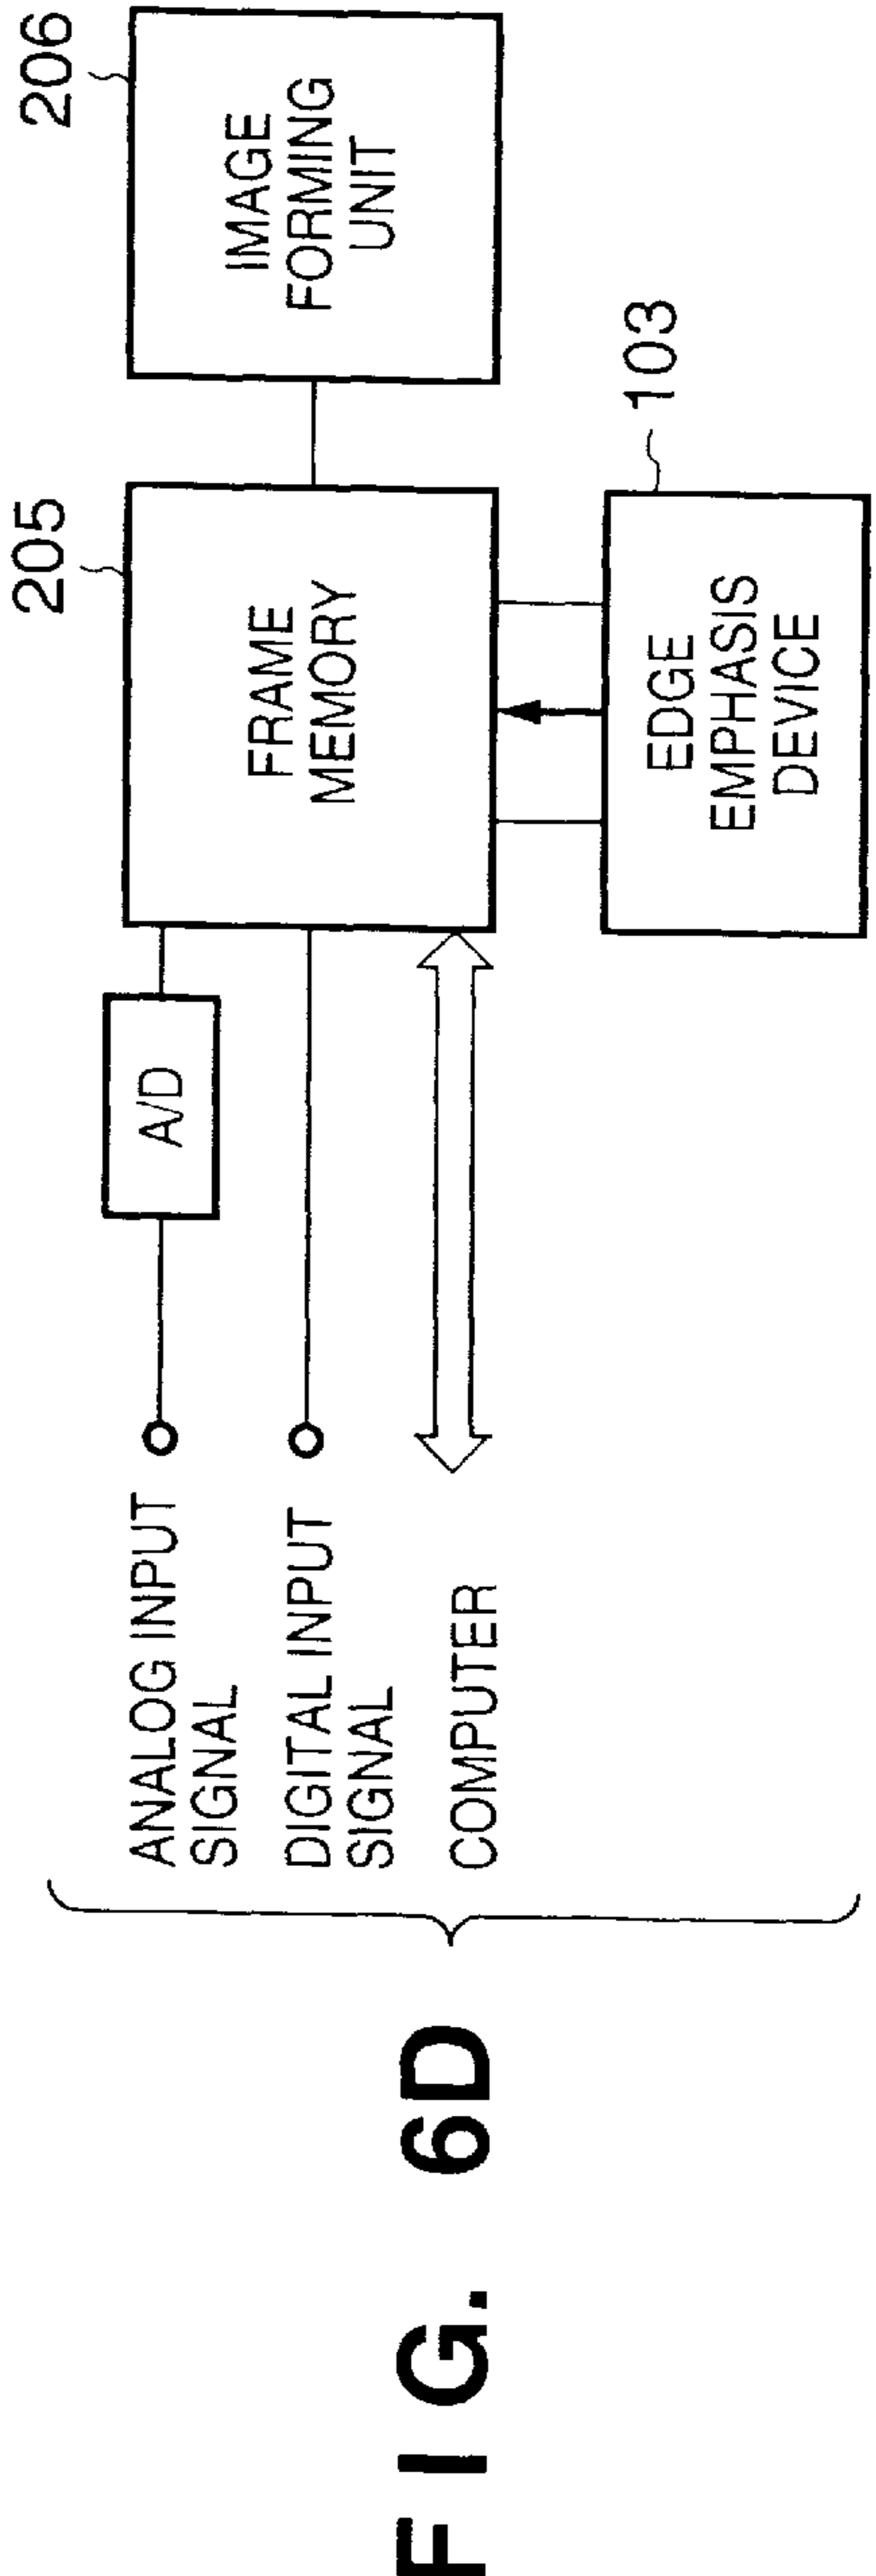 FIG. 6D
ANALOG INPUT
SIGNAL
DIGITAL INPUT
SIGNAL
COMPUTER
A/D
205
FRAME
MEMORY
206
IMAGE
FORMING
UNIT
103
EDGE
EMPHASIS
DEVICE